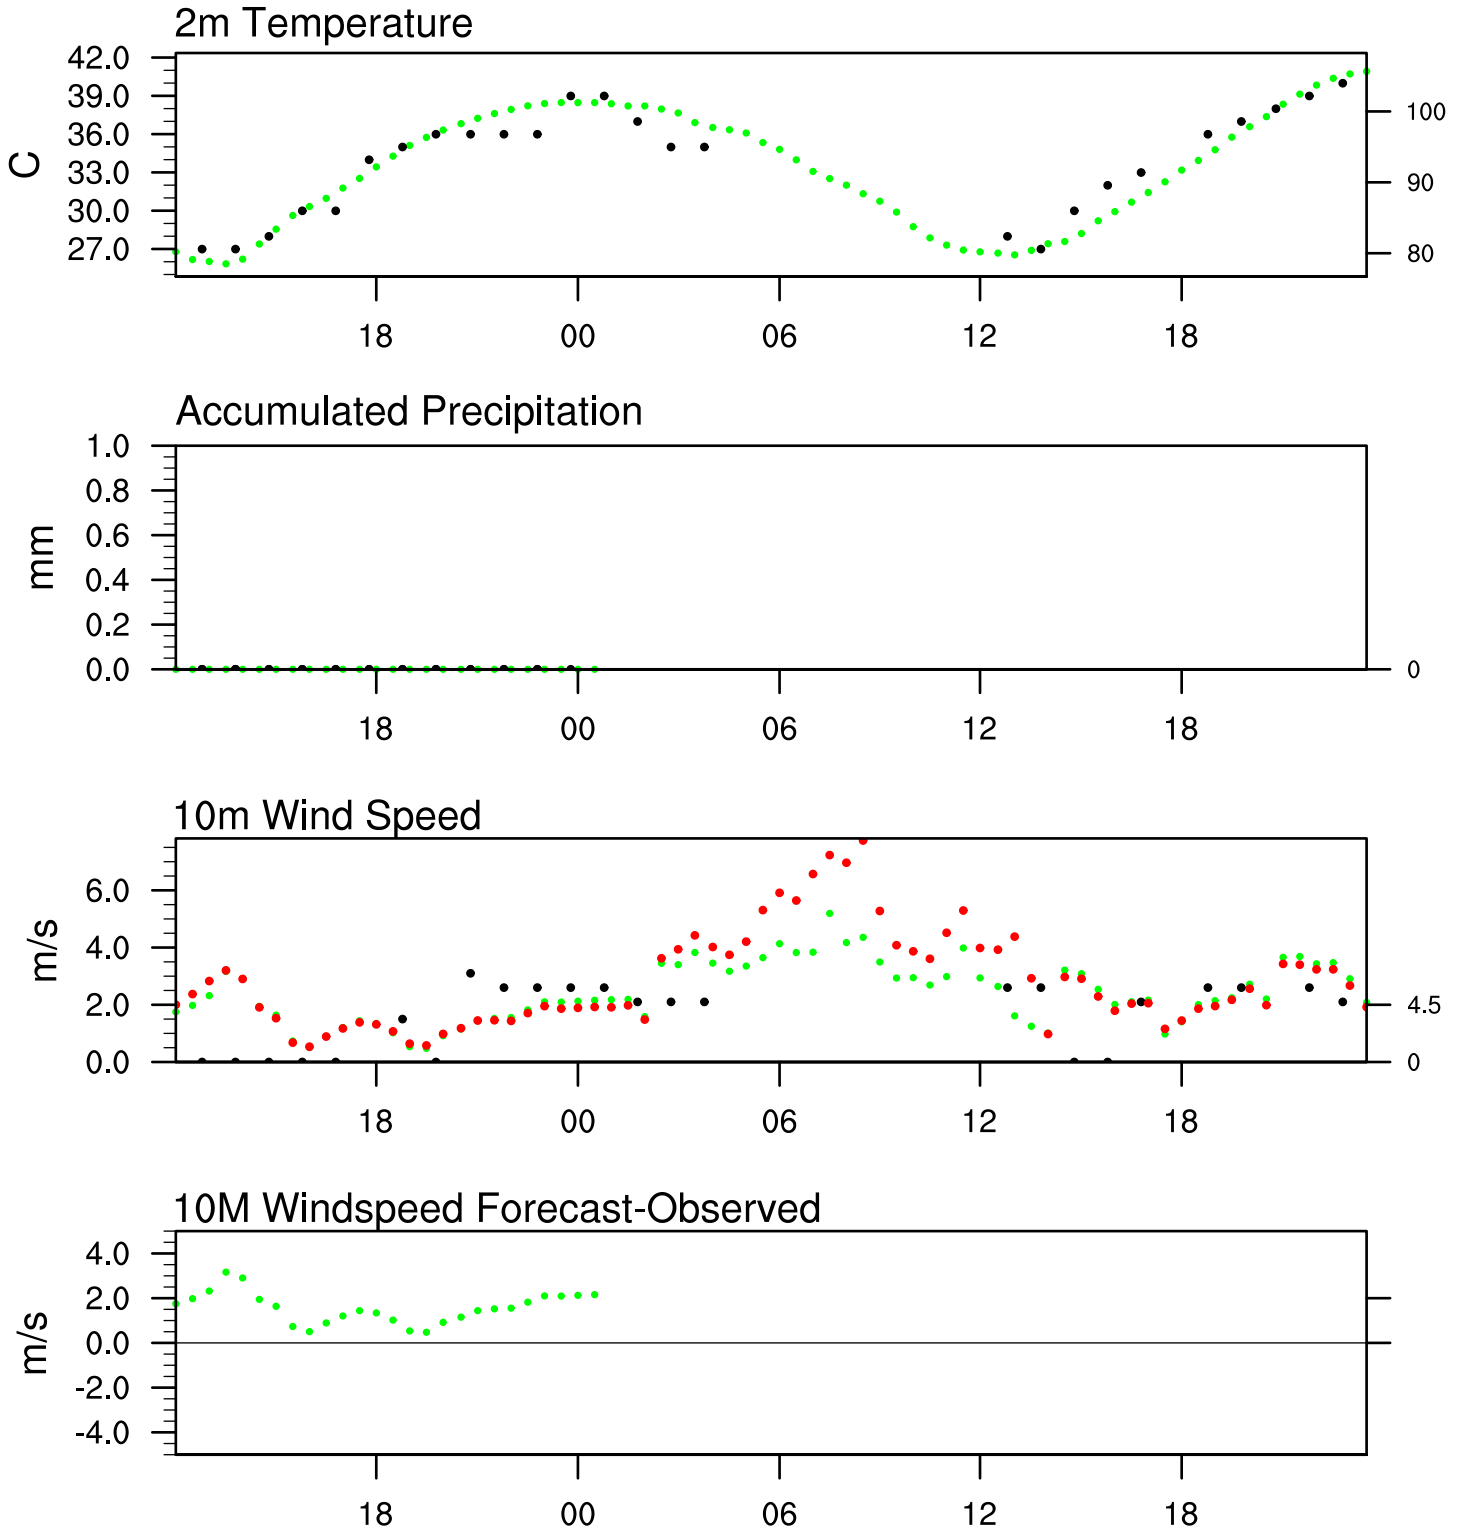 2m Temperature
42.0
39.0
36.0
33.0
30.0
27.0
C
100
90
80
18 00 06 12 18
Accumulated Precipitation
1.0
0.8
0.6
0.4
0.2
0.0
mm
0
18 00 06 12 18
10m Wind Speed
6.0
4.0
2.0
0.0
m/s
4.5
0
18 00 06 12 18
10M Windspeed Forecast-Observed
4.0
2.0
0.0
-2.0
-4.0
m/s
18 00 06 12 18